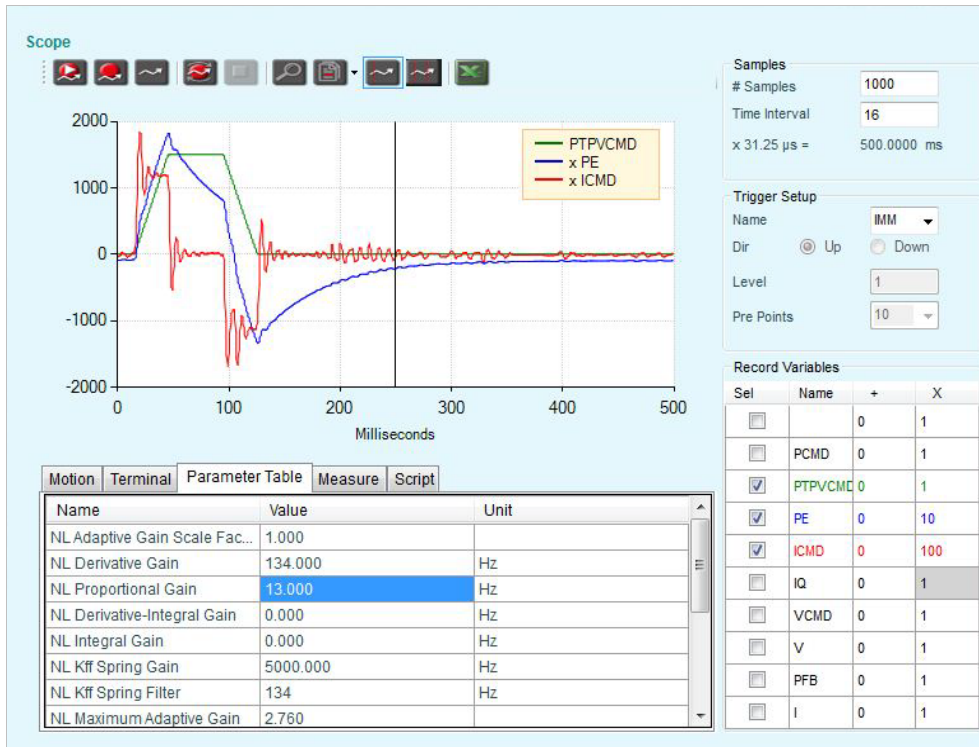 Scope
2000
1000
0
-1000
-2000
PTPVCMD
x PE
x ICMD
0 100 200 300 400 500
Milliseconds
Samples
# Samples 1000
Time Interval 16
x 31.25 µs = 500.0000 ms
Trigger Setup
Name IMM
Dir Up Down
Level 1
Pre Points 10
Record Variables
Sel Name + X
0 1
PCMD 0 1
PTPVCMD 0 1
PE 0 10
ICMD 0 100
IQ 0 1
VCMD 0 1
V 0 1
PFB 0 1
I 0 1
Motion Terminal Parameter Table Measure Script
Name Value Unit
NL Adaptive Gain Scale Fac... 1.000
NL Derivative Gain 134.000 Hz
NL Proportional Gain 13.000 Hz
NL Derivative-Integral Gain 0.000 Hz
NL Integral Gain 0.000 Hz
NL Kff Spring Gain 5000.000 Hz
NL Kff Spring Filter 134 Hz
NL Maximum Adaptive Gain 2.760